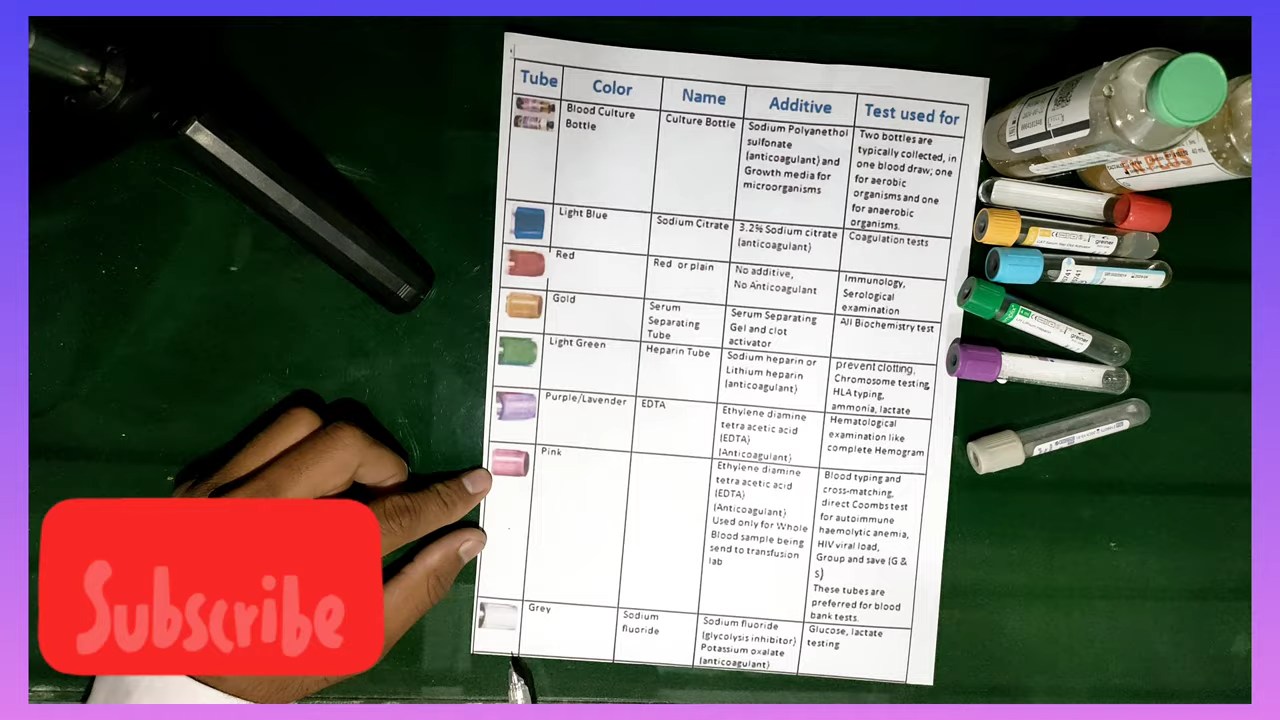 Tube Color Name Additive Test used for
Blood Culture
Bottle
Culture Bottle
Sodium Polyanethol
sulfonate
(anticoagulant) and
Growth media for
microorganisms
Two bottles are
typically collected, in
one blood draw; one
for aerobic
organisms and one
for anaerobic
organisms.
Light Blue
Sodium Citrate
3.2% Sodium citrate
(anticoagulant)
Coagulation tests
Red
Red or plain
No additive,
No Anticoagulant
Immunology,
Serological
examination
Gold
Serum
Separating
Tube
Serum Separating
Gel and clot
activator
All Biochemistry test
Light Green
Heparin Tube
Sodium heparin or
Lithium heparin
(anticoagulant)
prevent clotting,
Chromosome testing,
HLA typing,
ammonia, lactate
Purple/Lavender
EDTA
Ethylene diamine
tetra acetic acid
(EDTA)
(Anticoagulant)
Hematological
examination like
complete Hemogram
Pink
Ethylene diamine
tetra acetic acid
(EDTA)
(Anticoagulant)
Used only for Whole
Blood sample being
send to transfusion
lab
Blood typing and
cross-matching,
direct Coombs test
for autoimmune
haemolytic anemia,
HIV viral load,
Group and save (G &
S)
These tubes are
preferred for blood
bank tests.
Grey
Sodium
fluoride
Sodium fluoride
(glycolysis inhibitor)
Potassium oxalate
(anticoagulant)
Glucose, lactate
testing
PLUS
40 mL
greiner
greiner
Subscribe